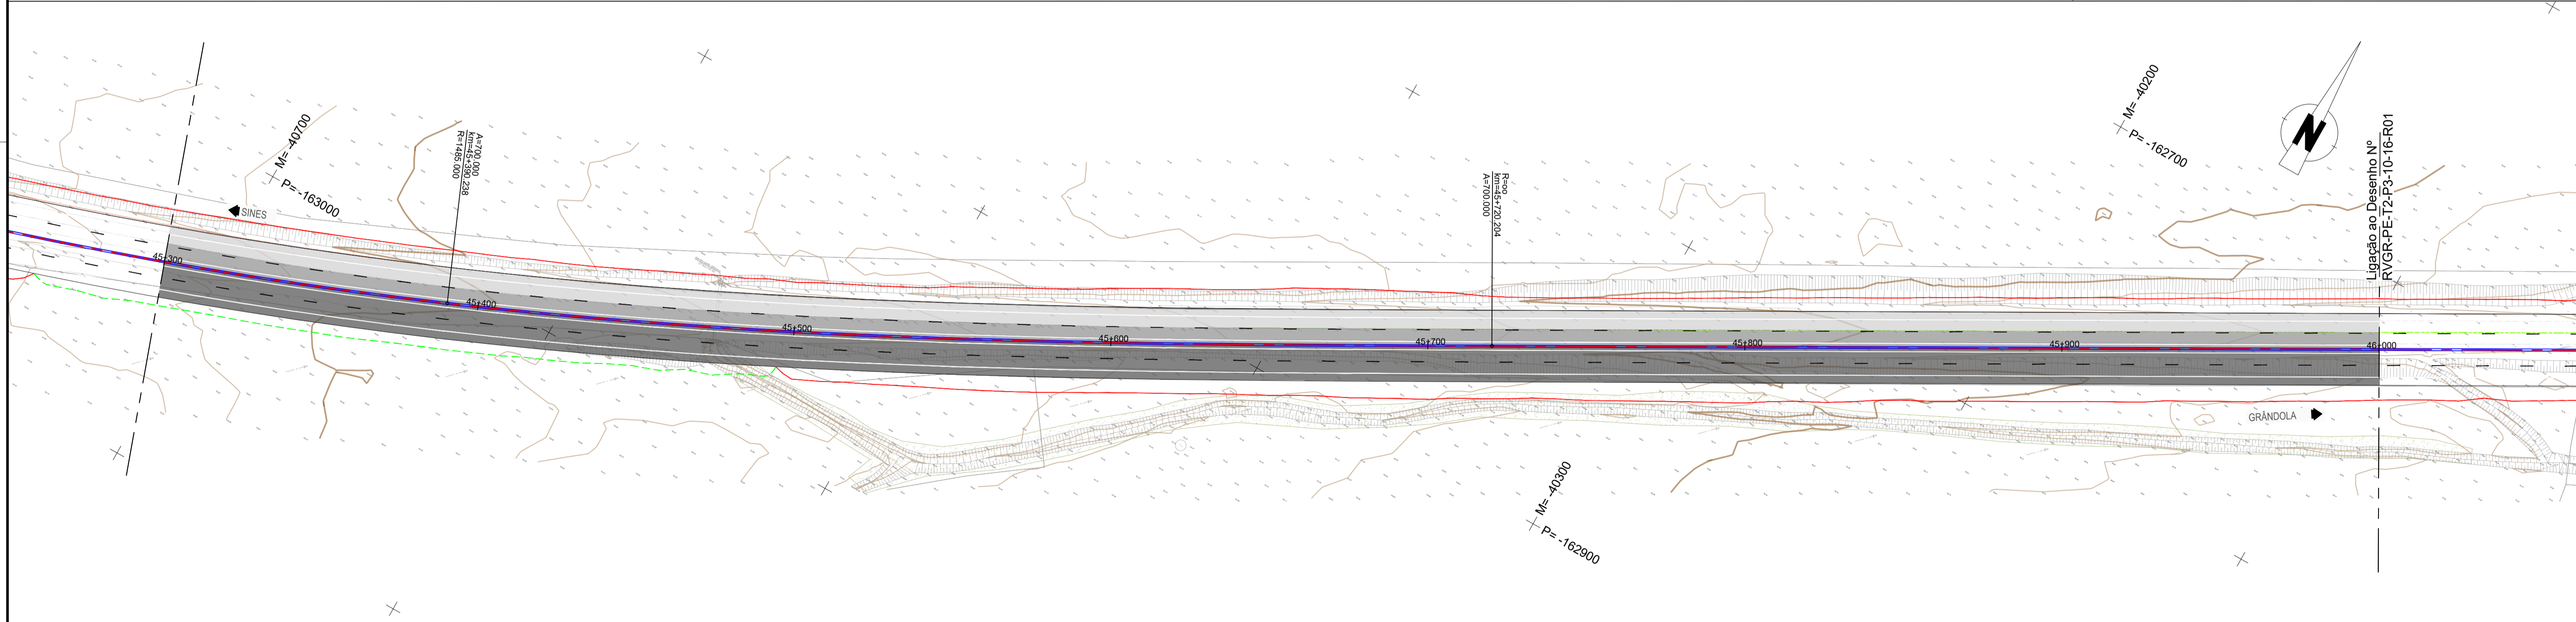 M= -40700
P= -163000
SINES
A=700.000
km=45+390.238
R=1485.000
45+300
45+400
45+500
45+600
45+700
45+800
45+900
46+000
R=oo
km=45+720.204
A=700.000
M= -40200
P= -162700
N
Ligação ao Desenho Nº
RVGR-PE-T2-P3-10-16-R01
GRÂNDOLA
M= -40300
P= -162900